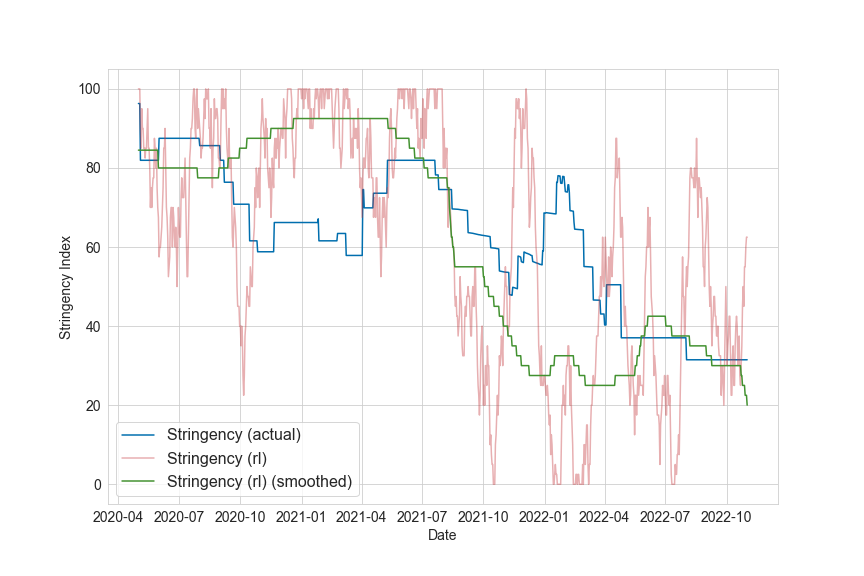 100
80
60
40
20
0
Stringency Index
Stringency (actual)
Stringency (rl)
Stringency (rl) (smoothed)
2020-04 2020-07 2020-10 2021-01 2021-04 2021-07 2021-10 2022-01 2022-04 2022-07 2022-10
Date